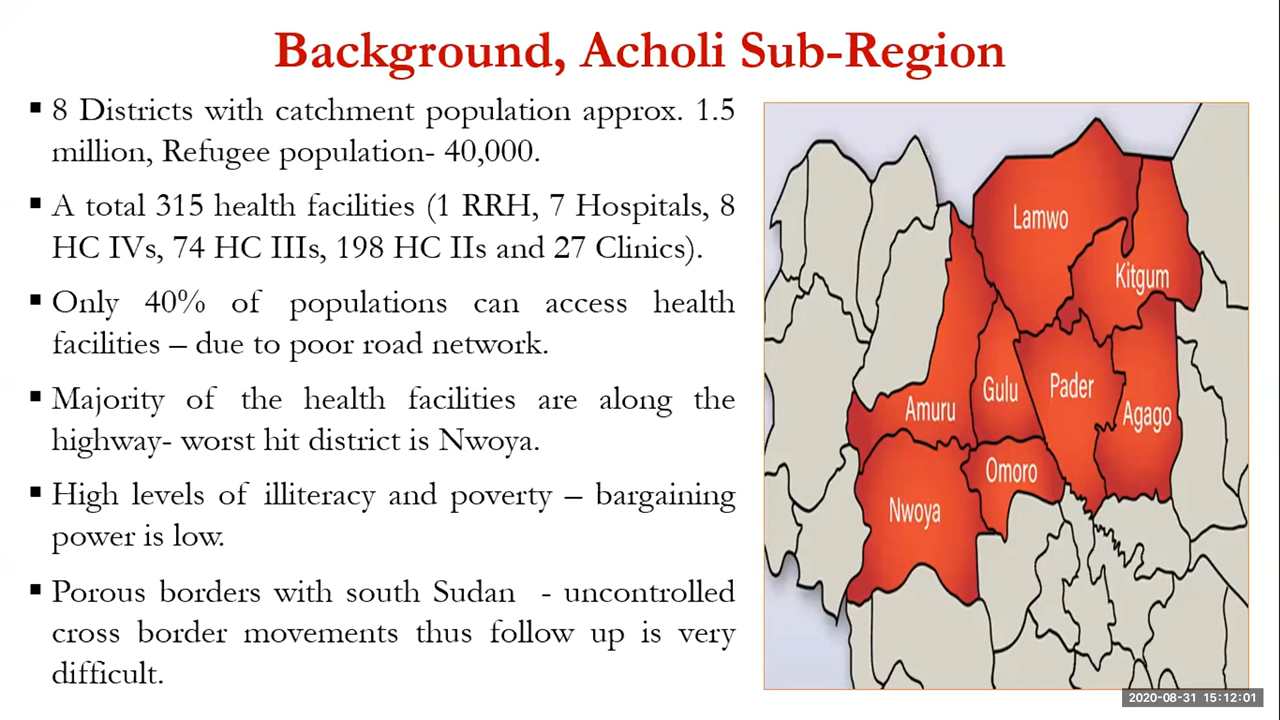 Background, Acholi Sub-Region
▪ 8 Districts with catchment population approx. 1.5
million, Refugee population- 40,000.
▪ A total 315 health facilities (1 RRH, 7 Hospitals, 8
HC IVs, 74 HC IIIs, 198 HC IIs and 27 Clinics).
▪ Only 40% of populations can access health
facilities – due to poor road network.
▪ Majority of the health facilities are along the
highway- worst hit district is Nwoya.
▪ High levels of illiteracy and poverty – bargaining
power is low.
▪ Porous borders with south Sudan - uncontrolled
cross border movements thus follow up is very
difficult.
Lamwo
Kitgum
Gulu
Pader
Amuru
Agago
Omoro
Nwoya
2020-08-31 15:12:01